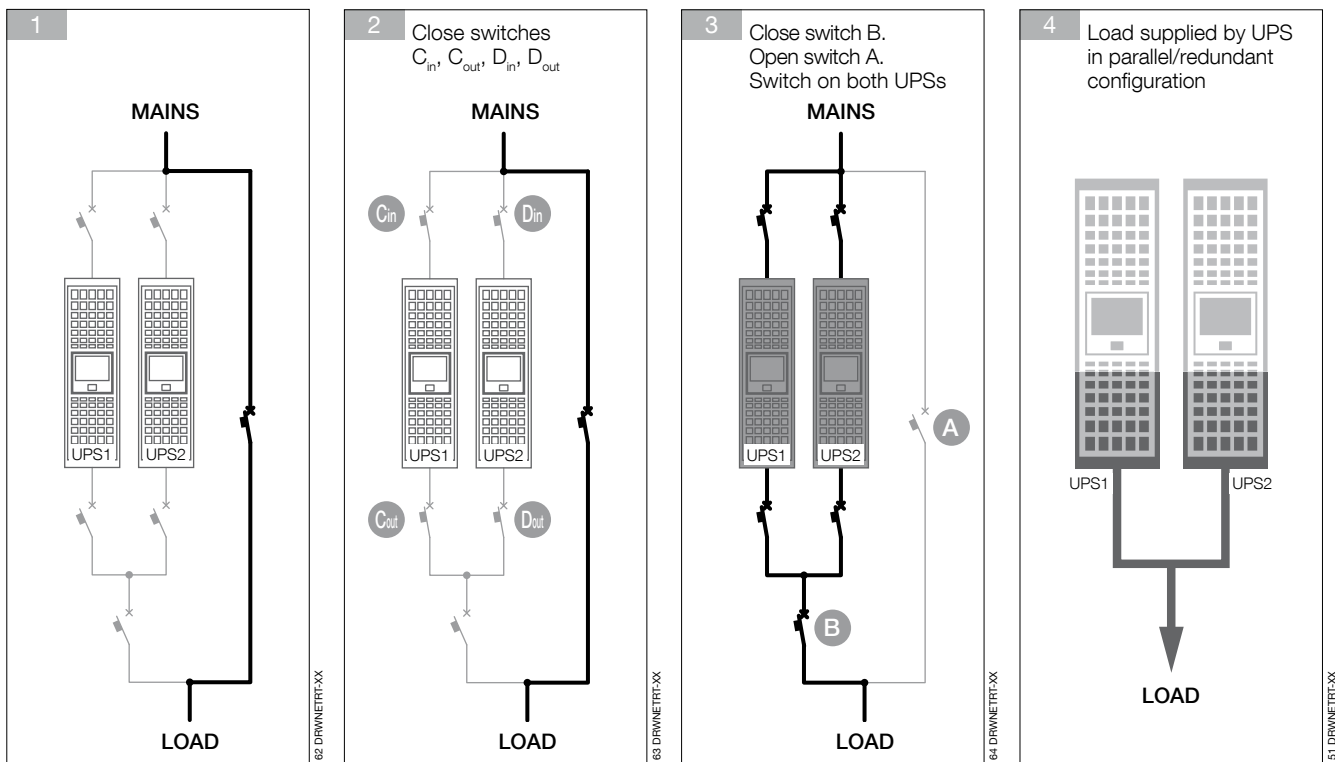 1
MAINS
UPS1
UPS2
LOAD
62 DRWNETRT-XX
2
Close switches
Cin, Cout, Din, Dout
MAINS
Cin
Din
UPS1
UPS2
Cout
Dout
LOAD
63 DRWNETRT-XX
3
Close switch B.
Open switch A.
Switch on both UPSs
MAINS
A
UPS1
UPS2
B
LOAD
64 DRWNETRT-XX
4
Load supplied by UPS
in parallel/redundant
configuration
UPS1
UPS2
LOAD
51 DRWNETRT-XX